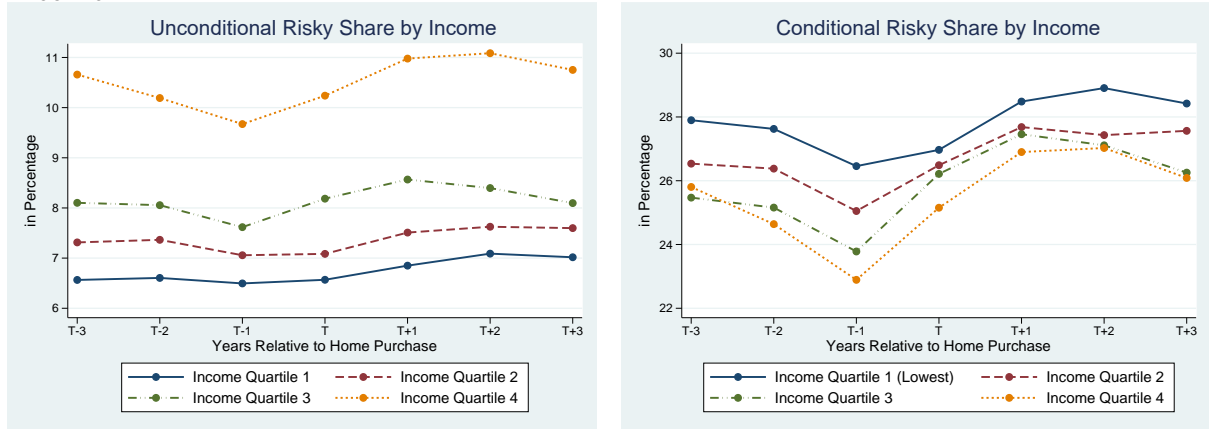 Unconditional Risky Share by Income
in Percentage
11
10
9
8
7
6
T-3 T-2 T-1 T T+1 T+2 T+3
Years Relative to Home Purchase
Income Quartile 1 Income Quartile 2
Income Quartile 3 Income Quartile 4
Conditional Risky Share by Income
in Percentage
30
28
26
24
22
T-3 T-2 T-1 T T+1 T+2 T+3
Years Relative to Home Purchase
Income Quartile 1 (Lowest) Income Quartile 2
Income Quartile 3 Income Quartile 4